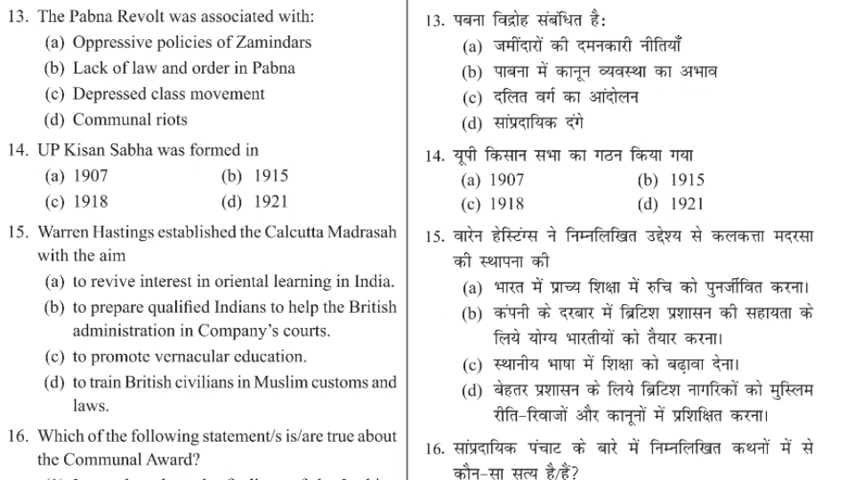 13. The Pabna Revolt was associated with:
(a) Oppressive policies of Zamindars
(b) Lack of law and order in Pabna
(c) Depressed class movement
(d) Communal riots
14. UP Kisan Sabha was formed in
(a) 1907 (b) 1915
(c) 1918 (d) 1921
15. Warren Hastings established the Calcutta Madrasah
with the aim
(a) to revive interest in oriental learning in India.
(b) to prepare qualified Indians to help the British
administration in Company's courts.
(c) to promote vernacular education.
(d) to train British civilians in Muslim customs and
laws.
16. Which of the following statement/s is/are true about
the Communal Award?
13. पबना विद्रोह संबंधित है:
(a) जमींदारों की दमनकारी नीतियाँ
(b) पाबना में कानून व्यवस्था का अभाव
(c) दलित वर्ग का आंदोलन
(d) सांप्रदायिक दंगे
14. यूपी किसान सभा का गठन किया गया
(a) 1907 (b) 1915
(c) 1918 (d) 1921
15. वारेन हेस्टिंग्स ने निम्नलिखित उद्देश्य से कलकत्ता मदरसा
की स्थापना की
(a) भारत में प्राच्य शिक्षा में रुचि को पुनर्जीवित करना।
(b) कंपनी के दरबार में ब्रिटिश प्रशासन की सहायता के
लिये योग्य भारतीयों को तैयार करना।
(c) स्थानीय भाषा में शिक्षा को बढ़ावा देना।
(d) बेहतर प्रशासन के लिये ब्रिटिश नागरिकों को मुस्लिम
रीति-रिवाजों और कानूनों में प्रशिक्षित करना।
16. सांप्रदायिक पंचाट के बारे में निम्नलिखित कथनों में से
कौन-सा सत्य है/हैं?